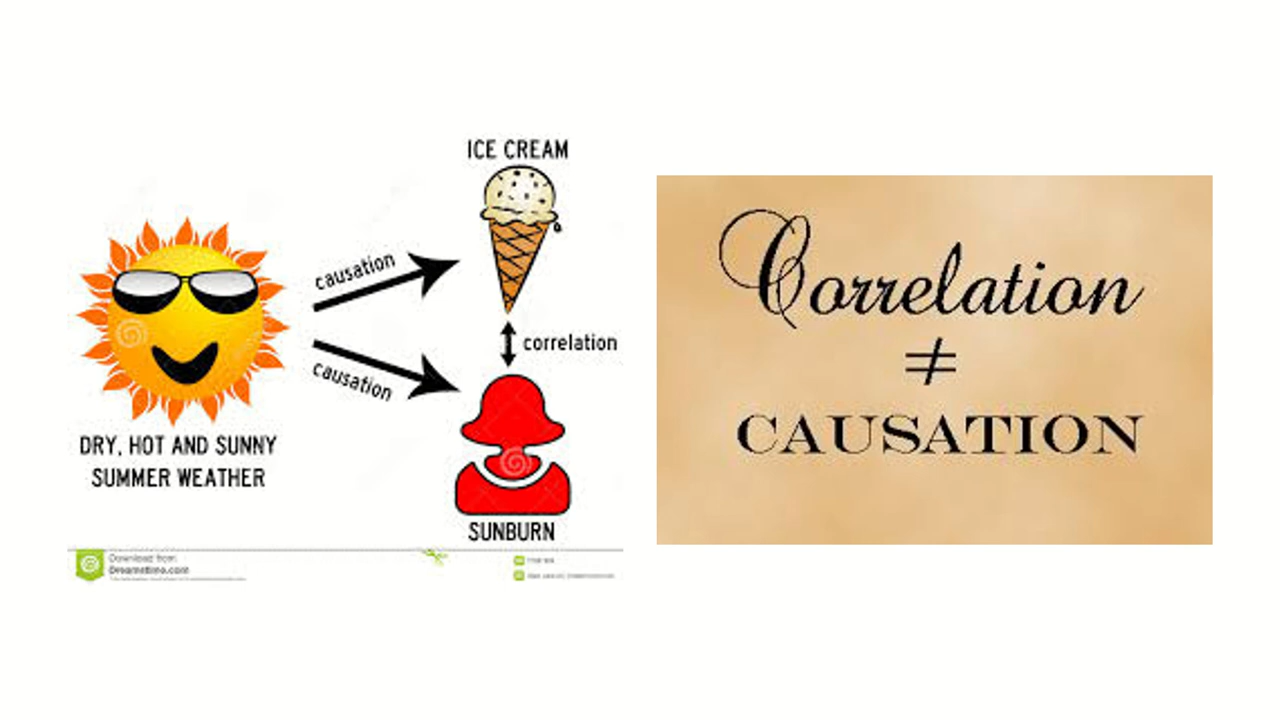 ICE CREAM
causation
correlation
causation
DRY, HOT AND SUNNY
SUMMER WEATHER
SUNBURN
Download from
Dreamstime.com
Correlation
≠
CAUSATION